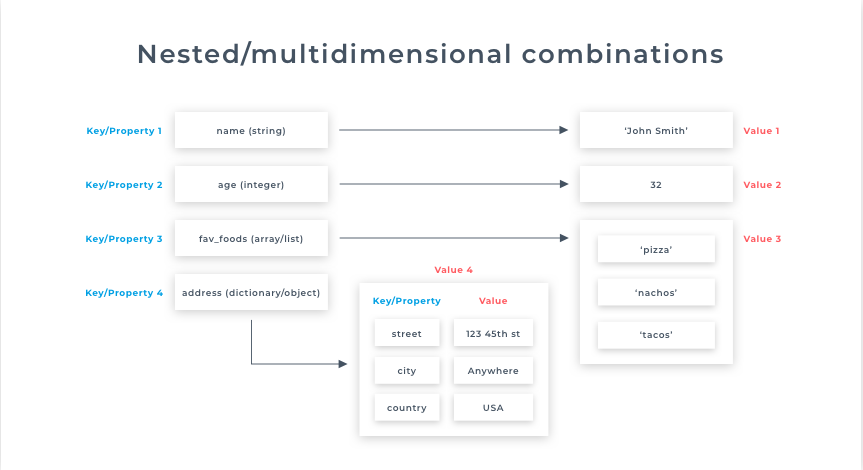 Nested/multidimensional combinations
Key/Property 1
name (string)
‘John Smith’
Value 1
Key/Property 2
age (integer)
32
Value 2
Key/Property 3
fav_foods (array/list)
‘pizza’
‘nachos’
‘tacos’
Value 3
Key/Property 4
address (dictionary/object)
Value 4
Key/Property
Value
street
123 45th st
city
Anywhere
country
USA